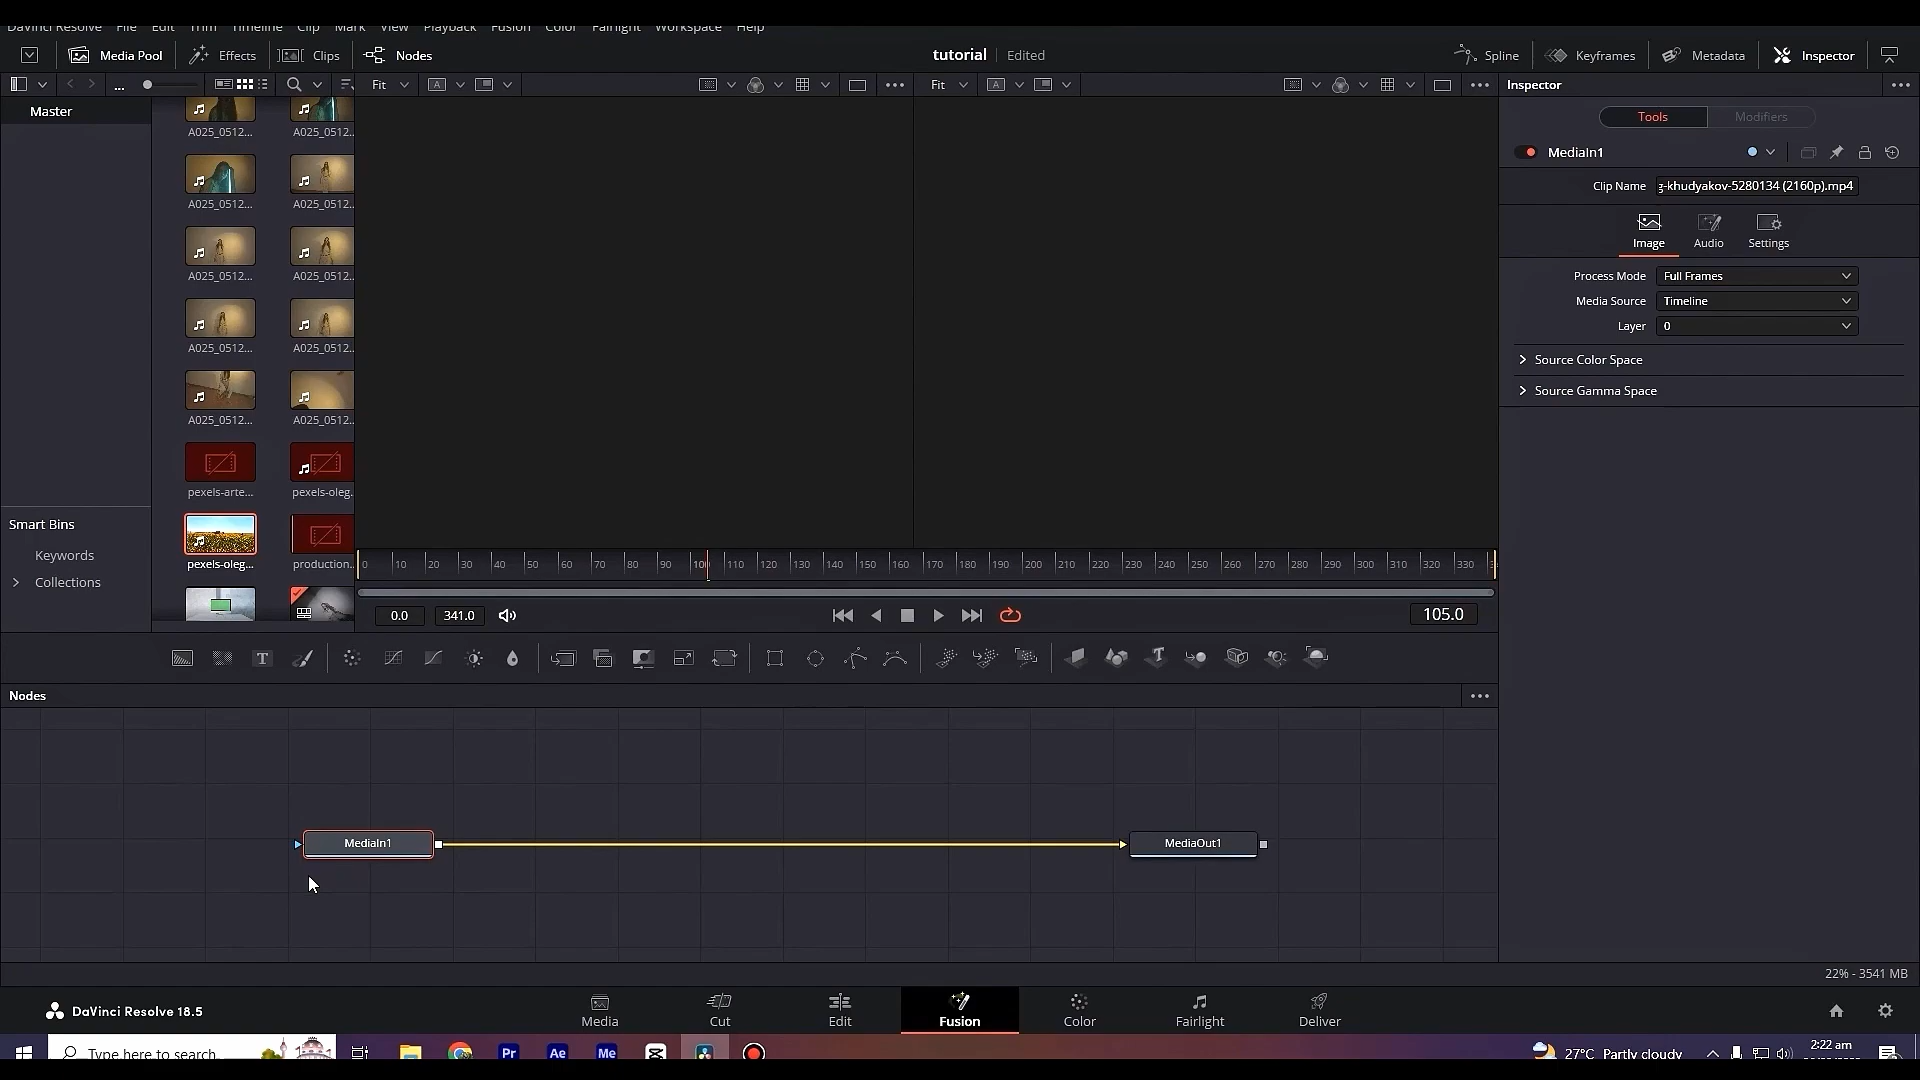 DaVinci Resolve File Edit Trim Timeline Clip Mark View Playback Fusion Color Fairlight Workspace Help
Media Pool Effects Clips Nodes tutorial Edited Spline Keyframes Metadata Inspector
... Fit A Fit A Inspector
Master
Tools Modifiers
A025_0512... A025_0512...
MediaIn1
Clip Name g-khudyakov-5280134 (2160p).mp4
A025_0512... A025_0512...
Image Audio Settings
A025_0512... A025_0512...
Process Mode Full Frames
Media Source Timeline
Layer 0
A025_0512... A025_0512...
Source Color Space
Source Gamma Space
A025_0512... A025_0512...
pexels-arte... pexels-oleg...
Smart Bins
Keywords
pexels-oleg... production...
Collections
0 10 20 30 40 50 60 70 80 90 100 110 120 130 140 150 160 170 180 190 200 210 220 230 240 250 260 270 280 290 300 310 320 330
0.0 341.0 105.0
T T
Nodes
MediaIn1 MediaOut1
22% - 3541 MB
DaVinci Resolve 18.5 Media Cut Edit Fusion Color Fairlight Deliver
Type here to search Pr Ae Me 27°C Partly cloudy 2:22 am